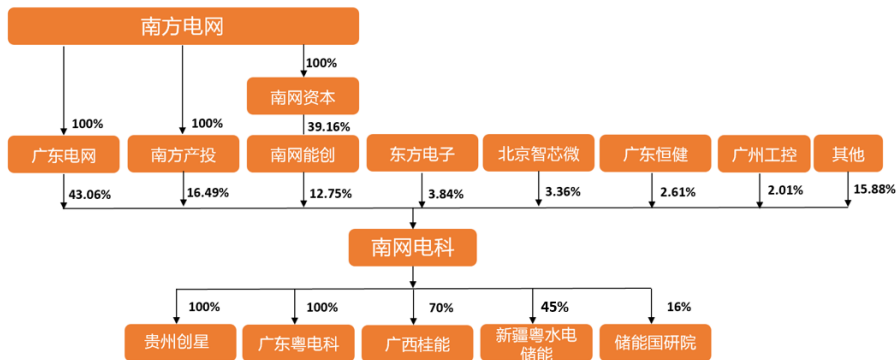 南方电网
100%
南网资本
100%
100%
39.16%
广东电网
南方产投
南网能创
东方电子
北京智芯微
广东恒健
广州工控
其他
43.06%
16.49%
12.75%
3.84%
3.36%
2.61%
2.01%
15.88%
南网电科
100%
100%
70%
45%
16%
贵州创星
广东粤电科
广西桂能
新疆粤水电
储能
储能国研院